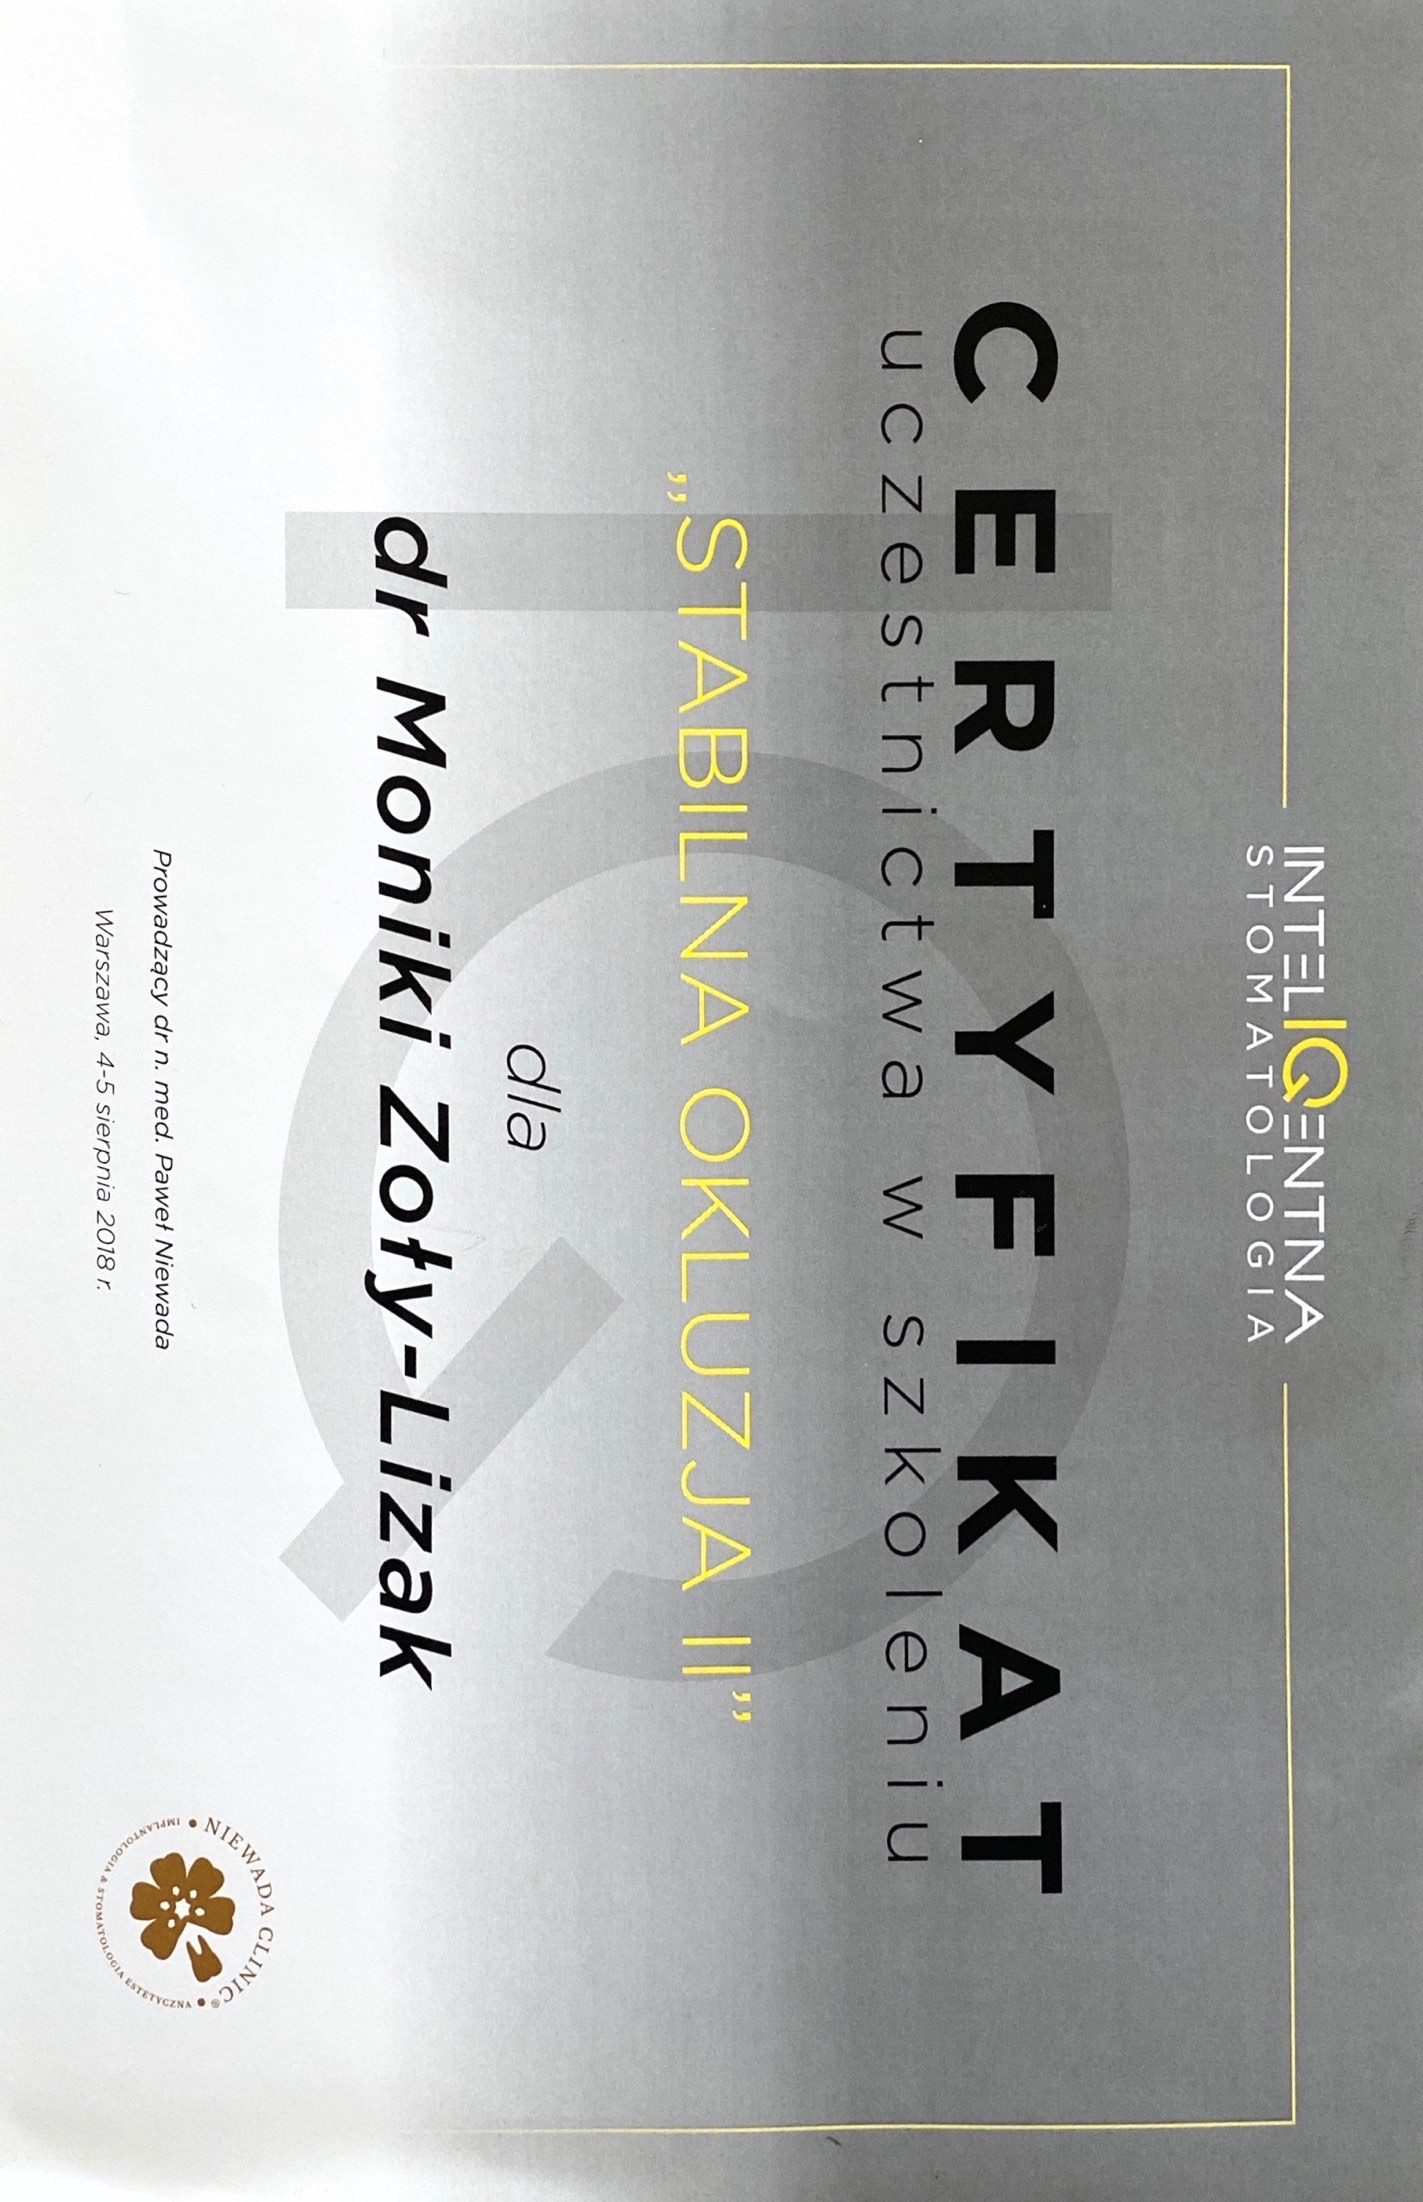 INTELIQENTNA
STOMATOLOGIA
CERTYFIKAT
uczestnictwa w szkoleniu
„STABILNA OKLUZJA II”
dla
dr Moniki Zoły-Lizak
Prowadzący dr n. med. Paweł Niewada
Warszawa, 4-5 sierpnia 2018 r.
• NIEWADA CLINIC® •
IMPLANTOLOGIA & STOMATOLOGIA ESTETYCZNA